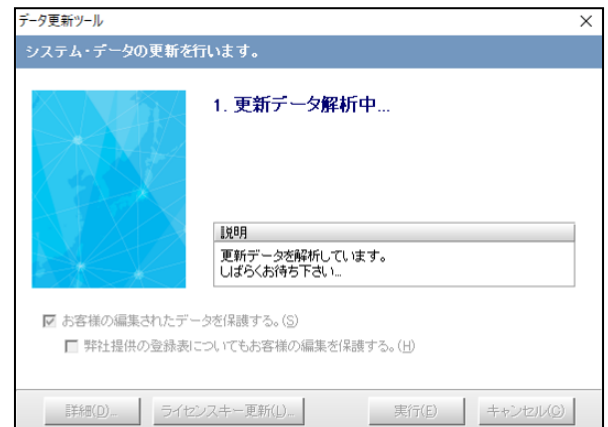 データ更新ツール
システム・データの更新を行います。
1. 更新データ解析中...
説明
更新データを解析しています。
しばらくお待ち下さい...
お客様の編集されたデータを保護する。(S)
弊社提供の登録表についてもお客様の編集を保護する。(H)
詳細(D)... ライセンスキー更新(L)... 実行(E) キャンセル(C)